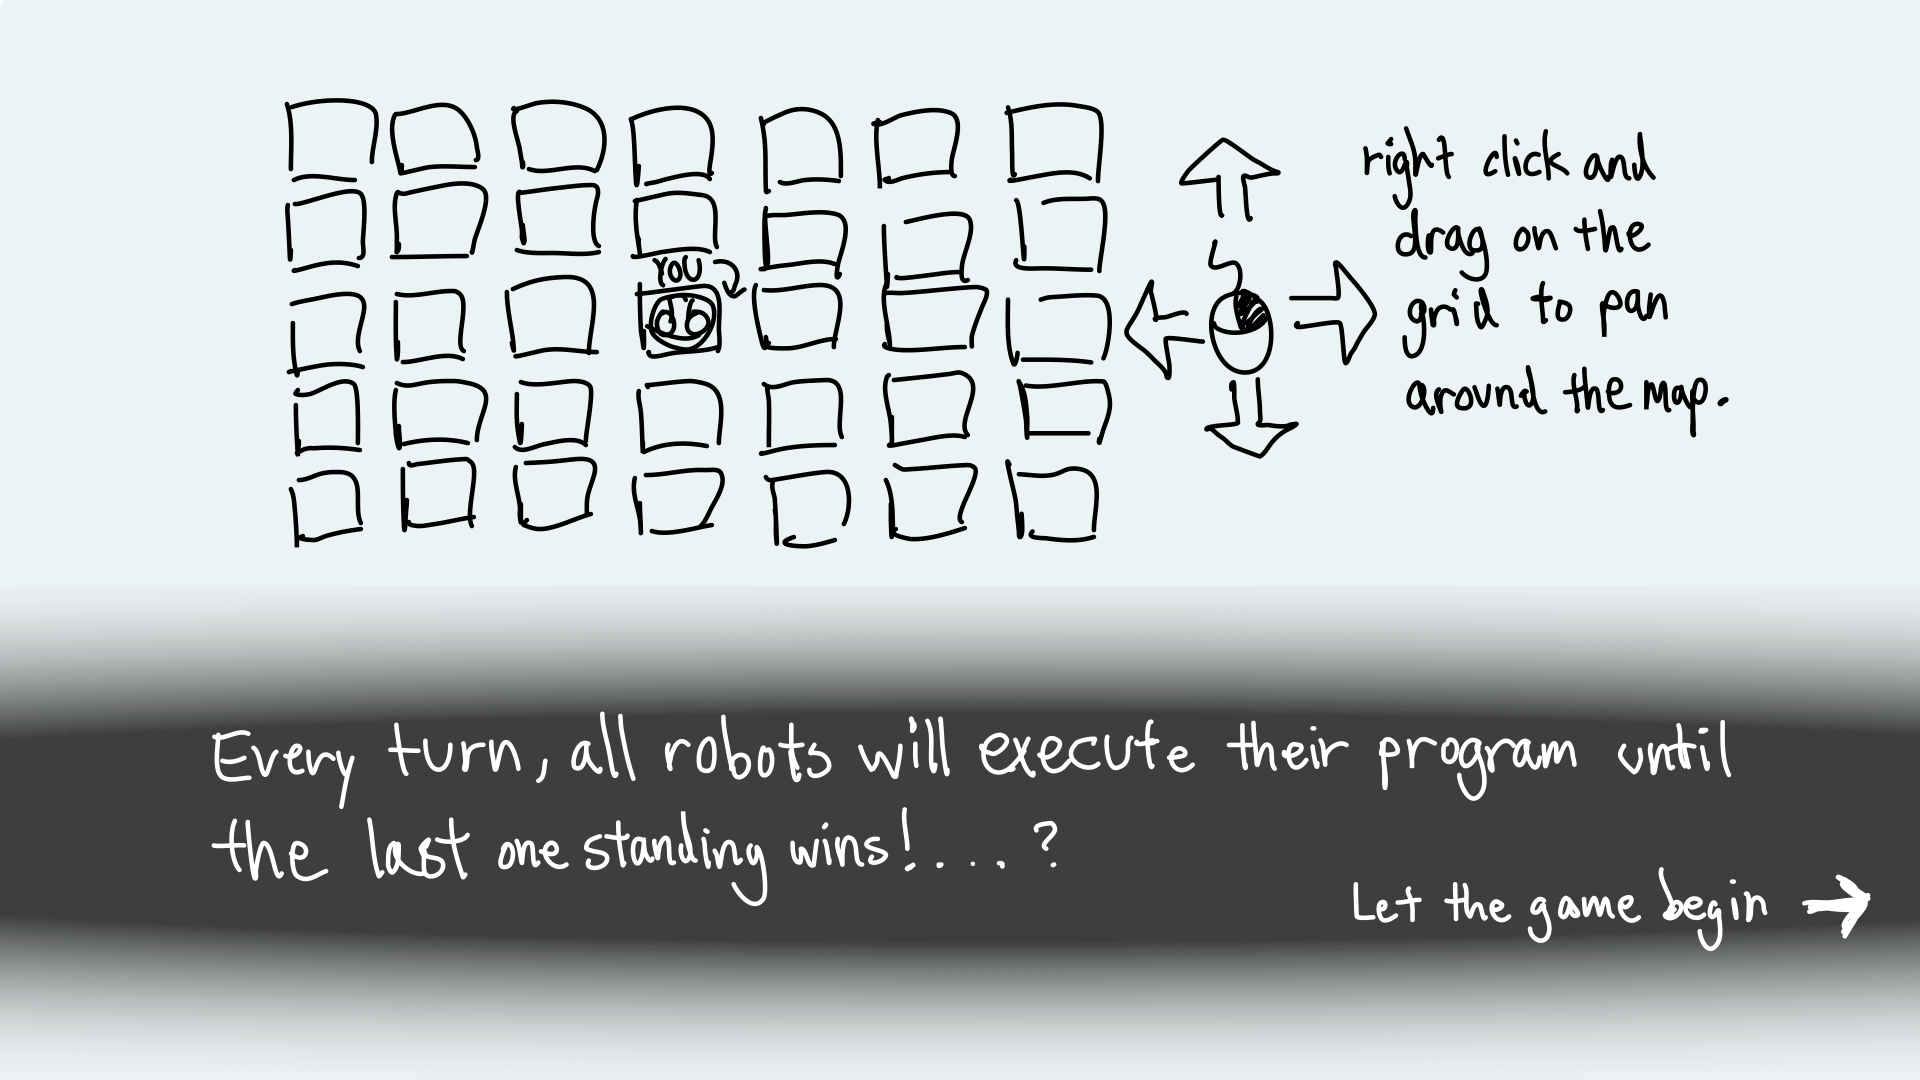 YOU
right click and
drag on the
grid to pan
around the map.
Every turn, all robots will execute their program until
the last one standing wins!...?
Let the game begin